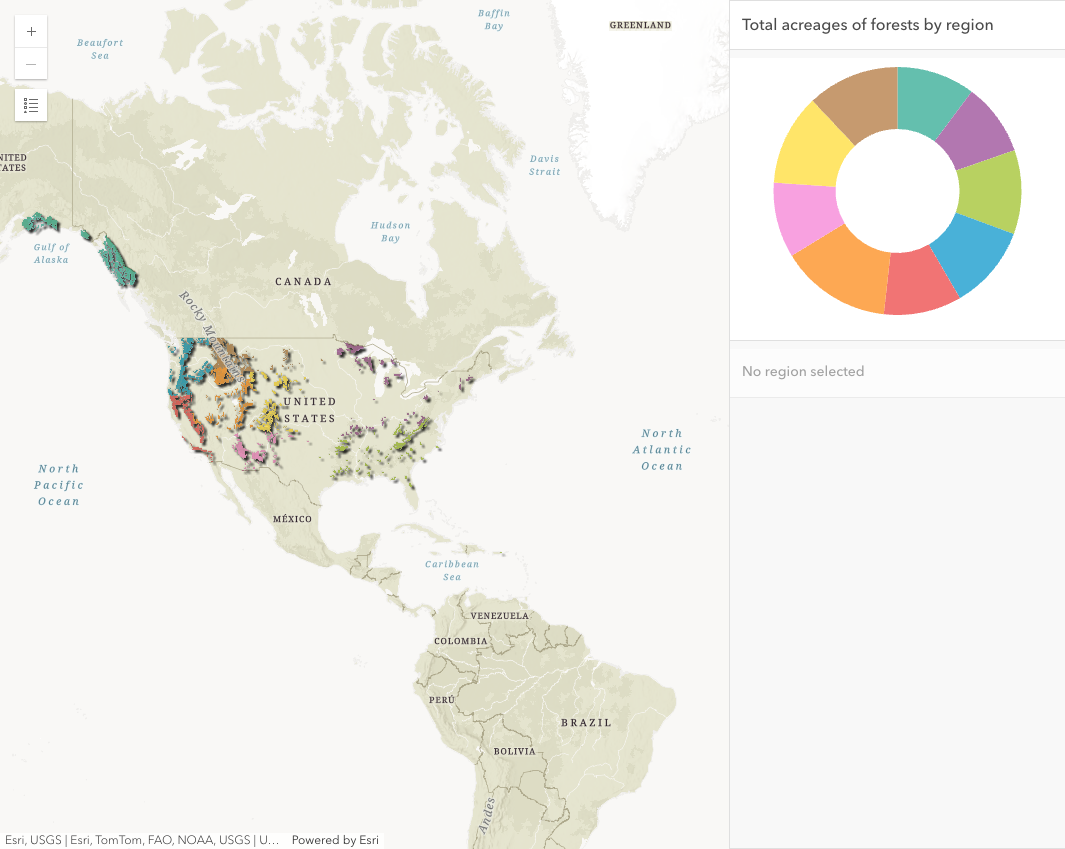 Baffin
Bay
GREENLAND
Beaufort
Sea
NITED
TATES
Davis
Strait
Hudson
Bay
Gulf of
Alaska
CANADA
Rocky Mountains
UNITED
STATES
North
Pacific
Ocean
North
Atlantic
Ocean
MÉXICO
Caribbean
Sea
VENEZUELA
COLOMBIA
PERÚ
BRAZIL
BOLIVIA
Andes
Esri, USGS | Esri, TomTom, FAO, NOAA, USGS | U... Powered by Esri
Total acreages of forests by region
No region selected